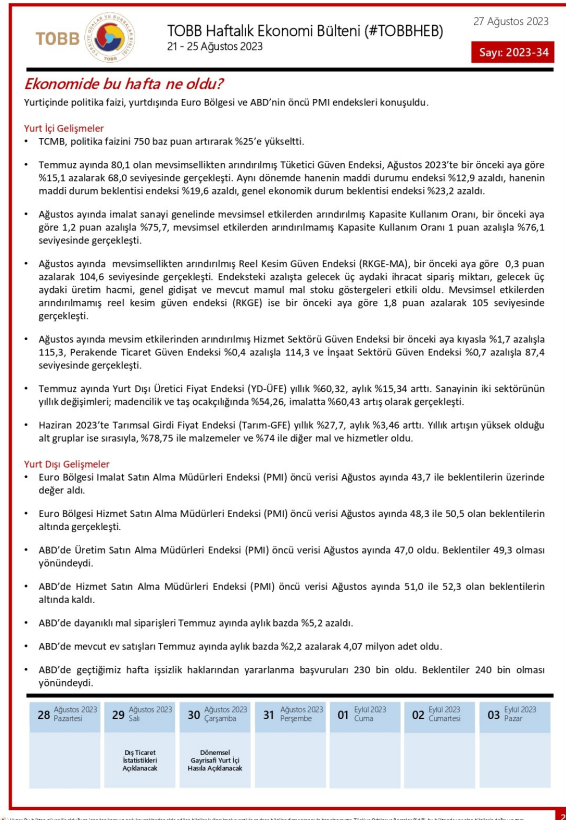 TOBB
TOBB Haftalık Ekonomi Bülteni (#TOBBHEB)
21 - 25 Ağustos 2023
27 Ağustos 2023
Sayı: 2023-34
Ekonomide bu hafta ne oldu?
Yurtiçinde politika faizi, yurtdışında Euro Bölgesi ve ABD'nin öncü PMI endeksleri konuşuldu.
Yurt İçi Gelişmeler
• TCMB, politika faizini 750 baz puan artırarak %25'e yükseltti.
• Temmuz ayında 80,1 olan mevsimsellikten arındırılmış Tüketici Güven Endeksi, Ağustos 2023'te bir önceki aya göre
%15,1 azalarak 68,0 seviyesinde gerçekleşti. Aynı dönemde hanenin maddi durumu endeksi %12,9 azaldı, hanenin
maddi durum beklentisi endeksi %19,6 azaldı, genel ekonomik durum beklentisi endeksi %23,2 azaldı.
• Ağustos ayında imalat sanayi genelinde mevsimsel etkilerden arındırılmış Kapasite Kullanım Oranı, bir önceki aya
göre 1,2 puan azalışla %75,7, mevsimsel etkilerden arındırılmamış Kapasite Kullanım Oranı 1 puan azalışla %76,1
seviyesinde gerçekleşti.
• Ağustos ayında mevsimsellikten arındırılmış Reel Kesim Güven Endeksi (RKGE-MA), bir önceki aya göre 0,3 puan
azalarak 104,6 seviyesinde gerçekleşti. Endeksteki azalışta gelecek üç aydaki ihracat sipariş miktarı, gelecek üç
aydaki üretim hacmi, genel gidişat ve mevcut mamul mal stoku göstergeleri etkili oldu. Mevsimsel etkilerden
arındırılmamış reel kesim güven endeksi (RKGE) ise bir önceki aya göre 1,8 puan azalarak 105 seviyesinde
gerçekleşti.
• Ağustos ayında mevsim etkilerinden arındırılmış Hizmet Sektörü Güven Endeksi bir önceki aya kıyasla %1,7 azalışla
115,3, Perakende Ticaret Güven Endeksi %0,4 azalışla 114,3 ve İnşaat Sektörü Güven Endeksi %0,7 azalışla 87,4
seviyesinde gerçekleşti.
• Temmuz ayında Yurt Dışı Üretici Fiyat Endeksi (YD-ÜFE) yıllık %60,32, aylık %15,34 arttı. Sanayinin iki sektörünün
yıllık değişimleri; madencilik ve taş ocakçılığında %54,26, imalatta %60,43 artış olarak gerçekleşti.
• Haziran 2023'te Tarımsal Girdi Fiyat Endeksi (Tarım-GFE) yıllık %27,7, aylık %3,46 arttı. Yıllık artışın yüksek olduğu
alt gruplar ise sırasıyla, %78,75 ile malzemeler ve %74 ile diğer mal ve hizmetler oldu.
Yurt Dışı Gelişmeler
• Euro Bölgesi Imalat Satın Alma Müdürleri Endeksi (PMI) öncü verisi Ağustos ayında 43,7 ile beklentilerin üzerinde
değer aldı.
• Euro Bölgesi Hizmet Satın Alma Müdürleri Endeksi (PMI) öncü verisi Ağustos ayında 48,3 ile 50,5 olan beklentilerin
altında gerçekleşti.
• ABD'de Üretim Satın Alma Müdürleri Endeksi (PMI) öncü verisi Ağustos ayında 47,0 oldu. Beklentiler 49,3 olması
yönündeydi.
• ABD'de Hizmet Satın Alma Müdürleri Endeksi (PMI) öncü verisi Ağustos ayında 51,0 ile 52,3 olan beklentilerin
altında kaldı.
• ABD'de dayanıklı mal siparişleri Temmuz ayında aylık bazda %5,2 azaldı.
• ABD'de mevcut ev satışları Temmuz ayında aylık bazda %2,2 azalarak 4,07 milyon adet oldu.
• ABD'de geçtiğimiz hafta işsizlik haklarından yararlanma başvuruları 230 bin oldu. Beklentiler 240 bin olması
yönündeydi.
28 Ağustos 2023 Pazartesi
29 Ağustos 2023 Salı
30 Ağustos 2023 Çarşamba
31 Ağustos 2023 Perşembe
01 Eylül 2023 Cuma
02 Eylül 2023 Cumartesi
03 Eylül 2023 Pazar
Dış Ticaret
İstatistikleri
Açıklanacak
Dönemsel
Gayrisafi Yurt İçi
Hasıla Açıklanacak
2